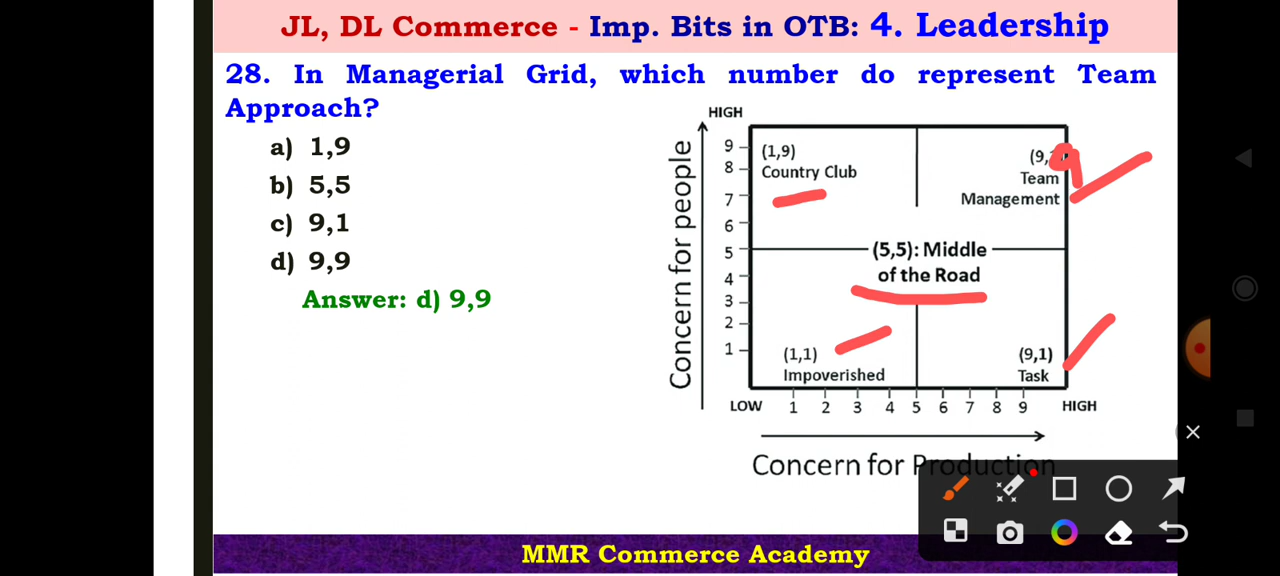 JL, DL Commerce - Imp. Bits in OTB: 4. Leadership
28. In Managerial Grid, which number do represent Team
Approach?
a) 1,9
b) 5,5
c) 9,1
d) 9,9
Answer: d) 9,9
HIGH
Concern for people
9
8
7
6
5
4
3
2
1
(1,9)
Country Club
(9,9
Team
Management
(5,5): Middle
of the Road
(1,1)
Impoverished
(9,1)
Task
LOW 1 2 3 4 5 6 7 8 9 HIGH
Concern for Production
MMR Commerce Academy